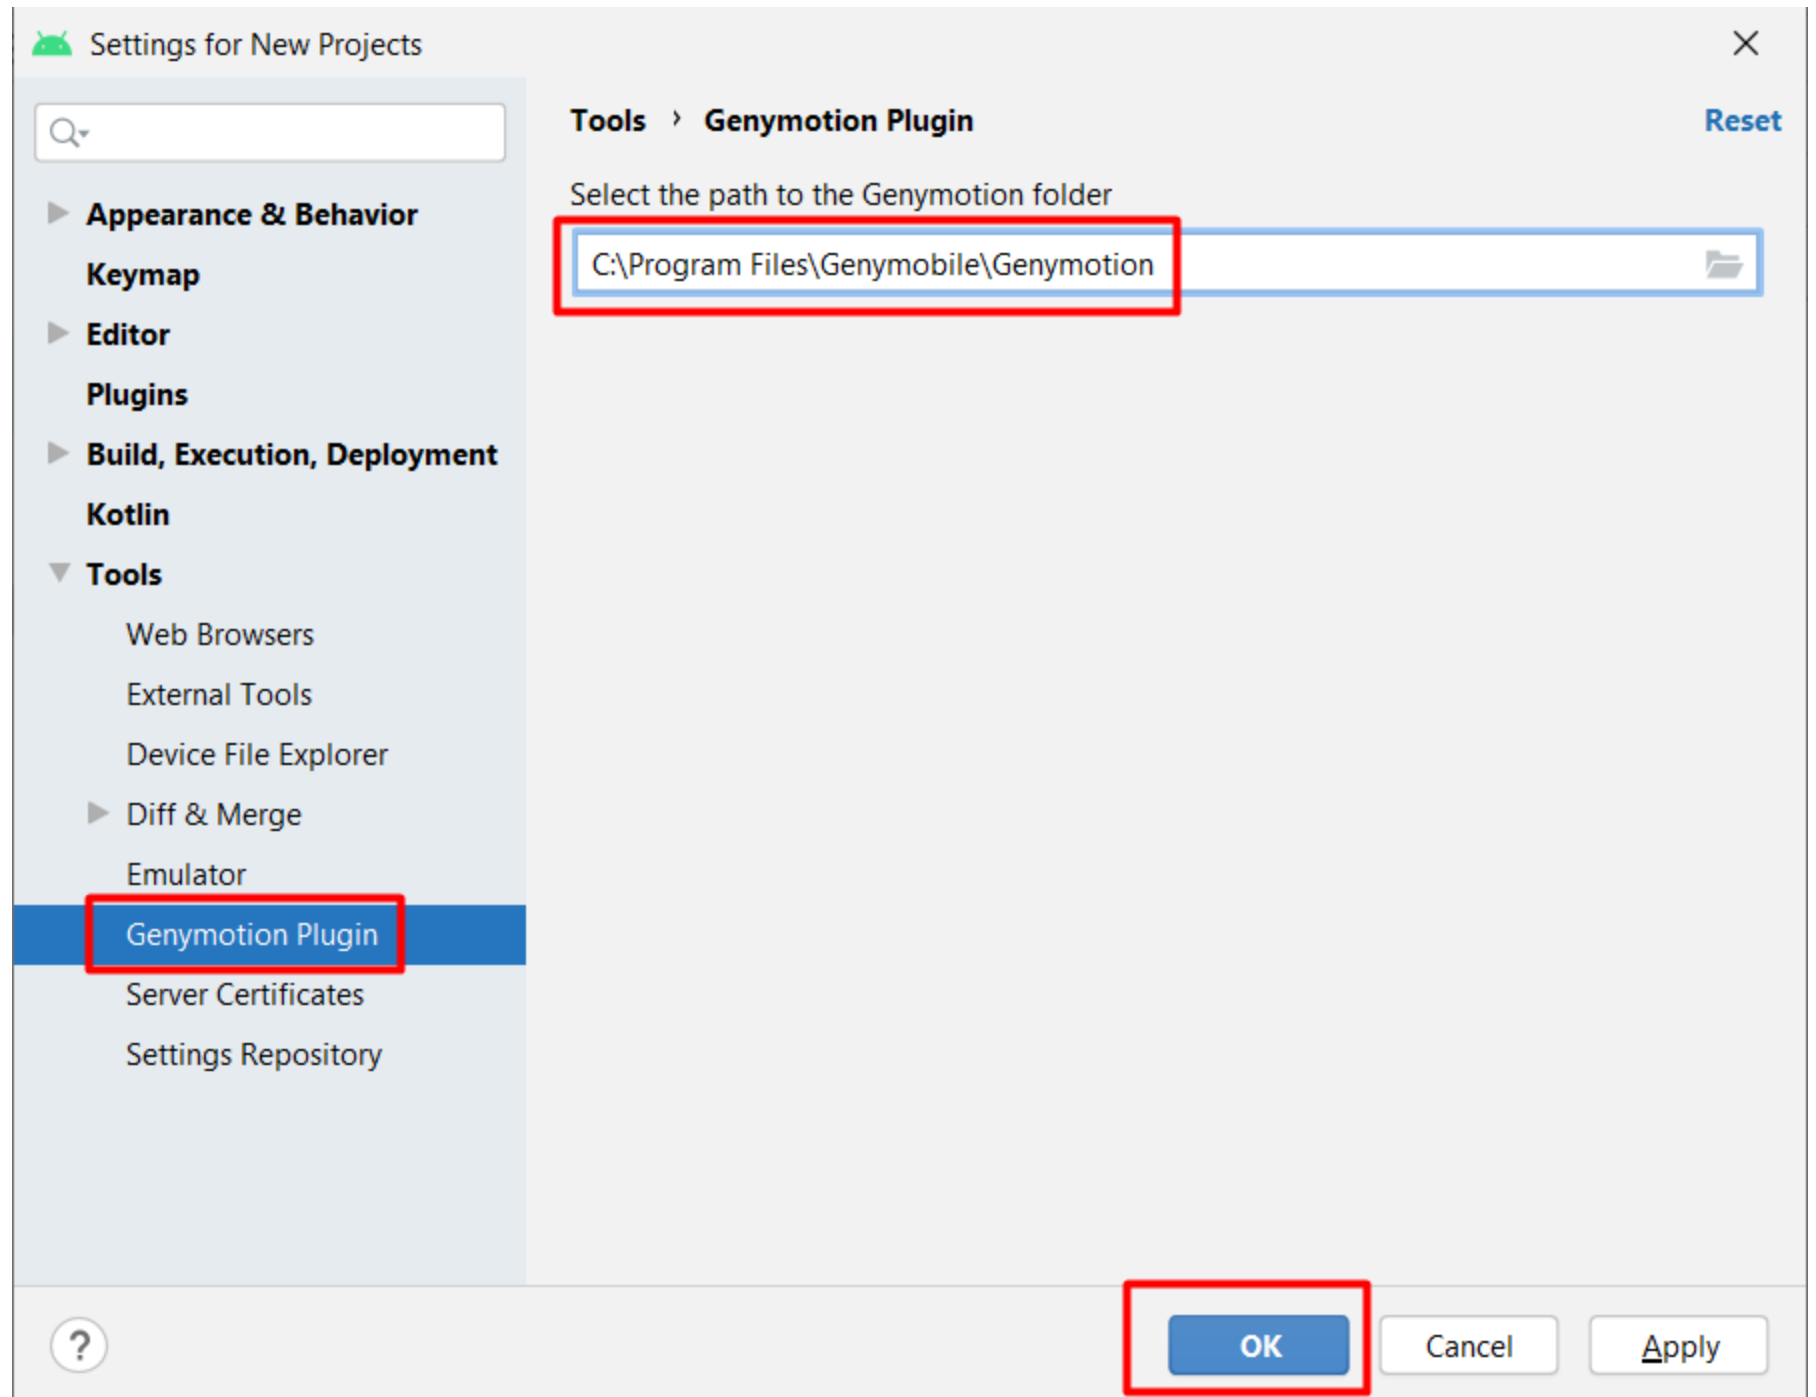 Settings for New Projects
Appearance & Behavior
Keymap
Editor
Plugins
Build, Execution, Deployment
Kotlin
Tools
Web Browsers
External Tools
Device File Explorer
Diff & Merge
Emulator
Genymotion Plugin
Server Certificates
Settings Repository
Tools › Genymotion Plugin
Reset
Select the path to the Genymotion folder
C:\Program Files\Genymobile\Genymotion
?
OK
Cancel
Apply